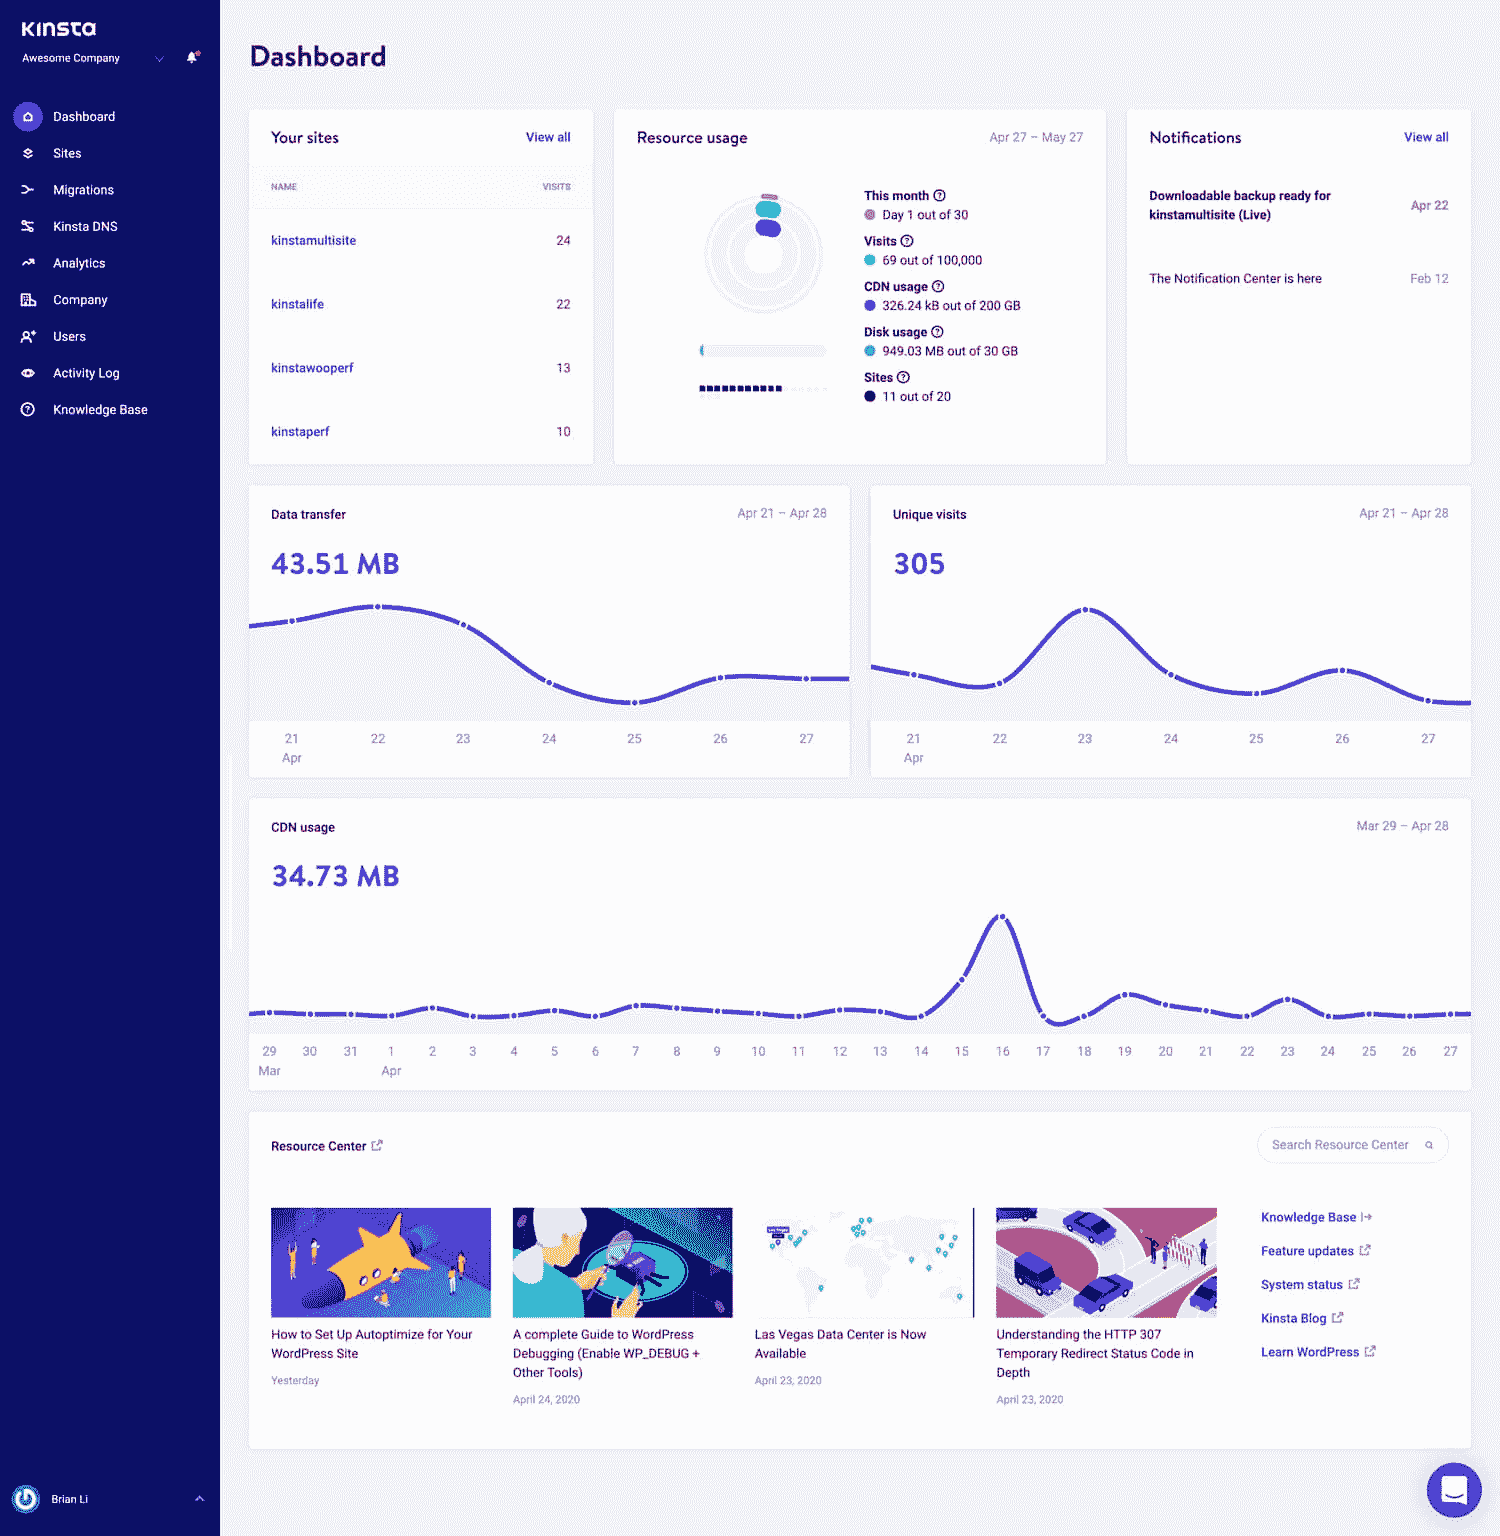 KINSTA
Awesome Company
Dashboard
Sites
Migrations
Kinsta DNS
Analytics
Company
Users
Activity Log
Knowledge Base
Brian Li
Dashboard
Your sites
View all
NAME
VISITS
kinstamultisite
24
kinstalife
22
kinstawooperf
13
kinstaperf
10
Resource usage
Apr 27 – May 27
This month
Day 1 out of 30
Visits
69 out of 100,000
CDN usage
326.24 kB out of 200 GB
Disk usage
949.03 MB out of 30 GB
Sites
11 out of 20
Notifications
View all
Downloadable backup ready for
kinstamultisite (Live)
Apr 22
The Notification Center is here
Feb 12
Data transfer
Apr 21 – Apr 28
43.51 MB
21 22 23 24 25 26 27
Apr
Unique visits
Apr 21 – Apr 28
305
21 22 23 24 25 26 27
Apr
CDN usage
Mar 29 – Apr 28
34.73 MB
29 30 31 1 2 3 4 5 6 7 8 9 10 11 12 13 14 15 16 17 18 19 20 21 22 23 24 25 26 27
Mar Apr
Resource Center
Search Resource Center
How to Set Up Autoptimize for Your
WordPress Site
Yesterday
A complete Guide to WordPress
Debugging (Enable WP_DEBUG +
Other Tools)
April 24, 2020
Las Vegas
Las Vegas Data Center is Now
Available
April 23, 2020
Understanding the HTTP 307
Temporary Redirect Status Code in
Depth
April 23, 2020
Knowledge Base
Feature updates
System status
Kinsta Blog
Learn WordPress